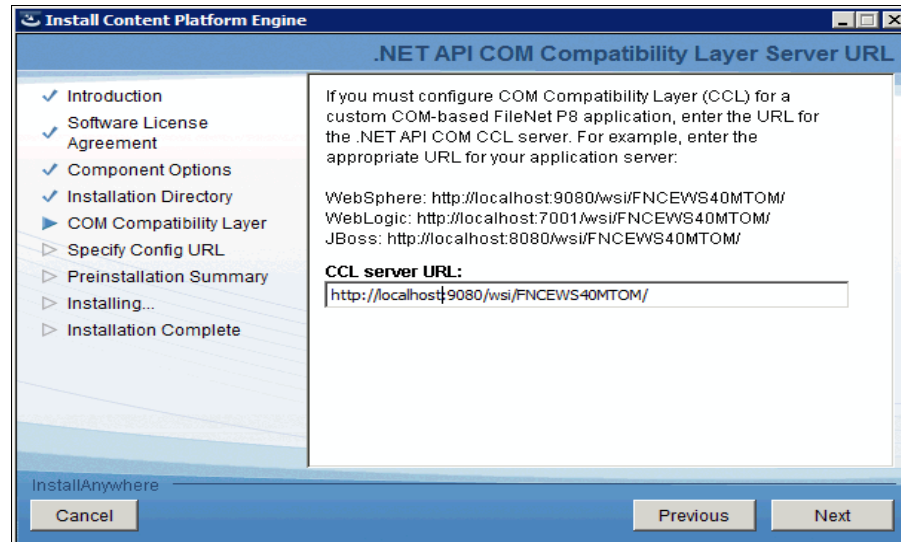 Install Content Platform Engine
.NET API COM Compatibility Layer Server URL
Introduction
Software License
Agreement
Component Options
Installation Directory
COM Compatibility Layer
Specify Config URL
Preinstallation Summary
Installing...
Installation Complete
If you must configure COM Compatibility Layer (CCL) for a
custom COM-based FileNet P8 application, enter the URL for
the .NET API COM CCL server. For example, enter the
appropriate URL for your application server:
WebSphere: http://localhost:9080/wsi/FNCEWS40MTOM/
WebLogic: http://localhost:7001/wsi/FNCEWS40MTOM/
JBoss: http://localhost:8080/wsi/FNCEWS40MTOM/
CCL server URL:
http://localhost:9080/wsi/FNCEWS40MTOM/
InstallAnywhere
Cancel
Previous
Next